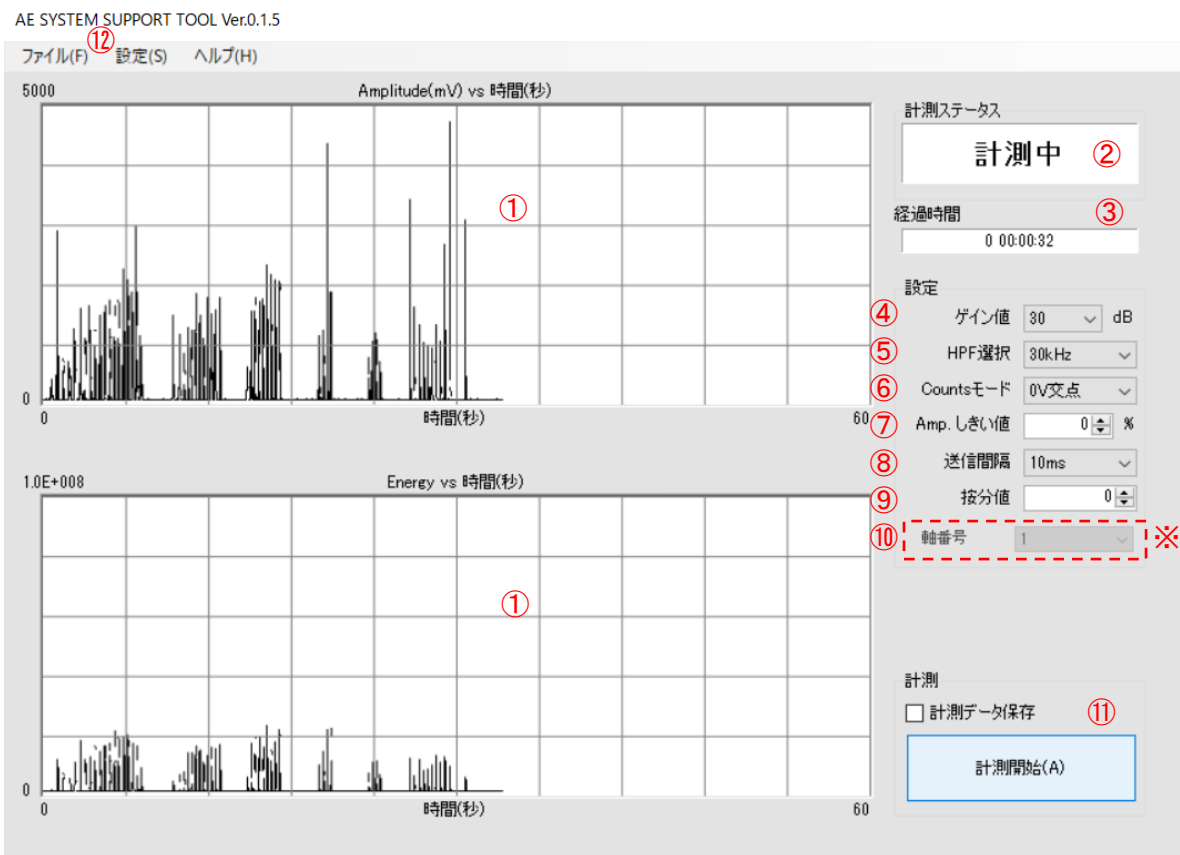 AE SYSTEM SUPPORT TOOL Ver.0.1.5
ファイル(F) ⑫ 設定(S) ヘルプ(H)
5000 Amplitude(mV) vs 時間(秒)
①
0
0 時間(秒) 60
1.0E+008 Energy vs 時間(秒)
①
0
0 時間(秒) 60
計測ステータス
計測中 ②
経過時間 ③
0 00:00:32
設定
④ ゲイン値 30 dB
⑤ HPF選択 30kHz
⑥ Countsモード 0V交点
⑦ Amp.しきい値 0 %
⑧ 送信間隔 10ms
⑨ 按分値 0
⑩ 軸番号 1 ※
計測
計測データ保存 ⑪
計測開始(A)